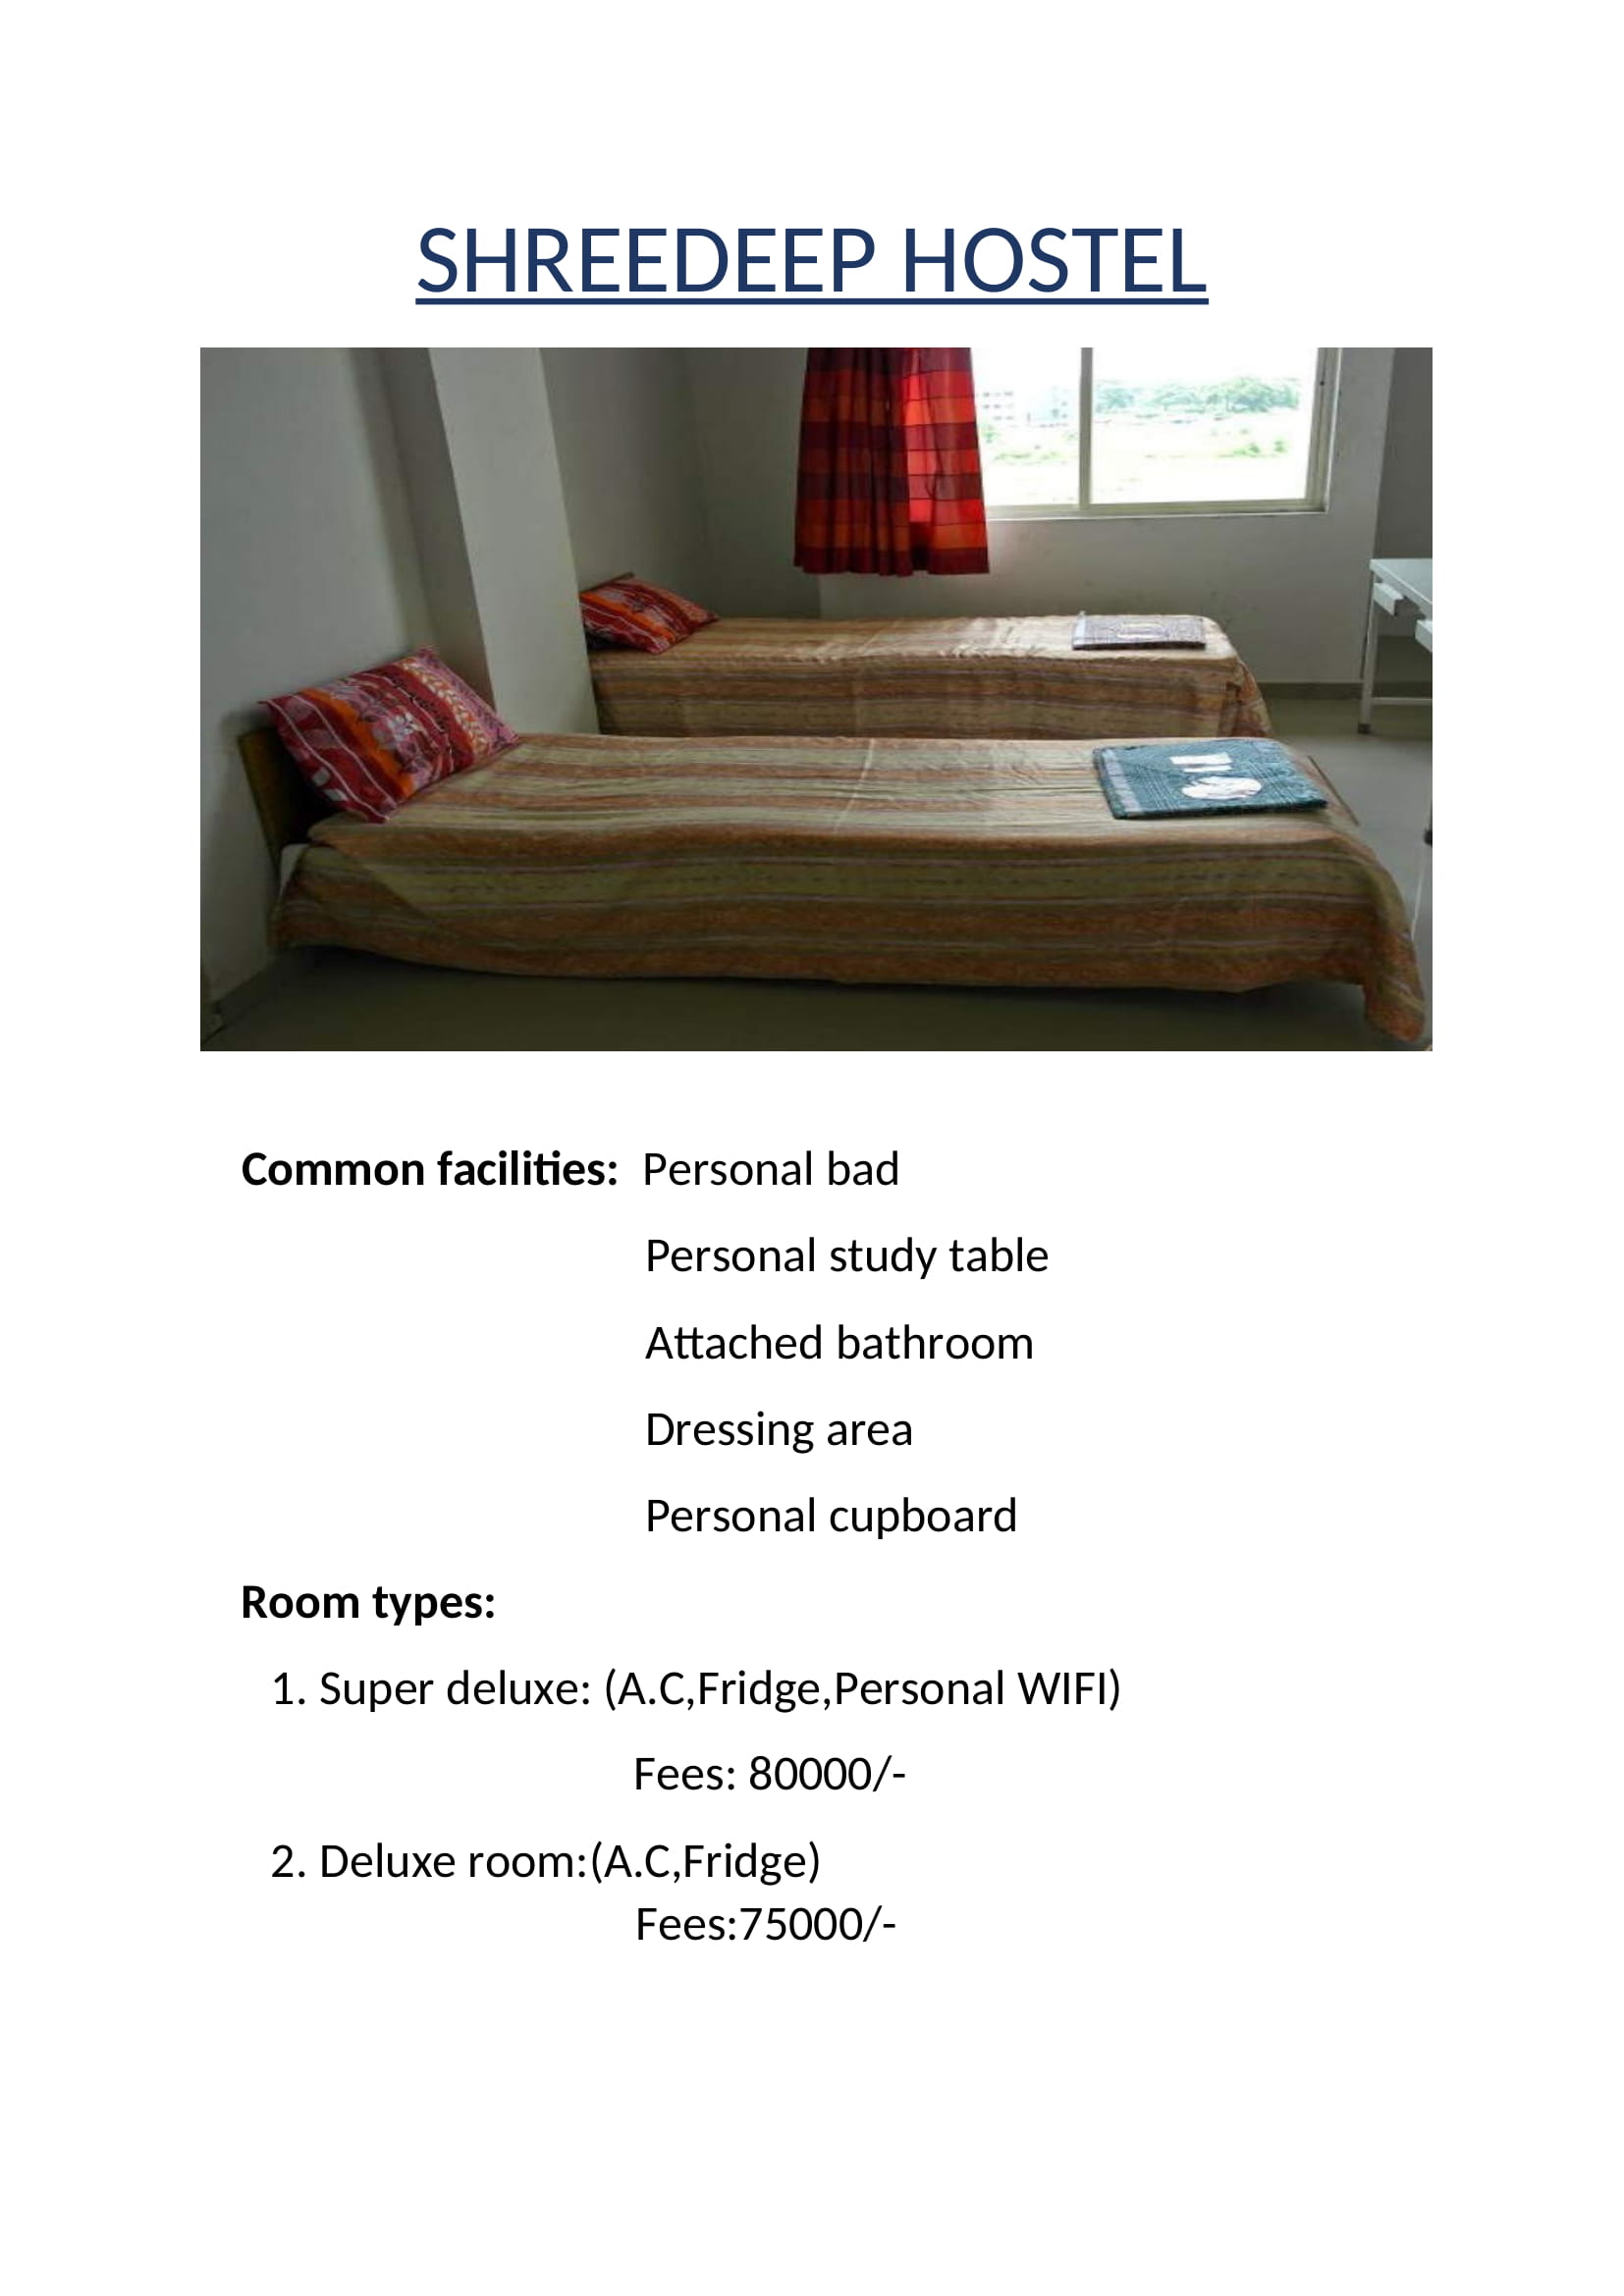 SHREEDEEP HOSTEL
Common facilities: Personal bad
Personal study table
Attached bathroom
Dressing area
Personal cupboard
Room types:
1. Super deluxe: (A.C,Fridge,Personal WIFI)
Fees: 80000/-
2. Deluxe room:(A.C,Fridge)
Fees:75000/-